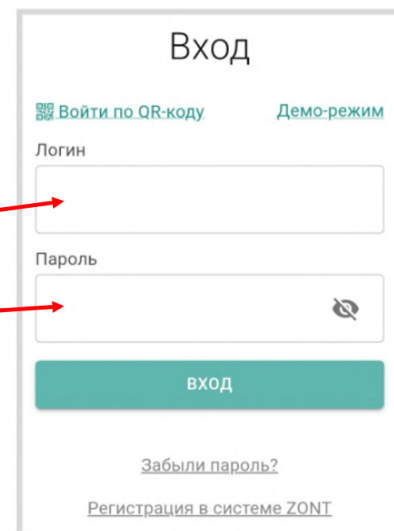 Вход
Войти по QR-коду Демо-режим
Логин
Пароль
ВХОД
Забыли пароль?
Регистрация в системе ZONT